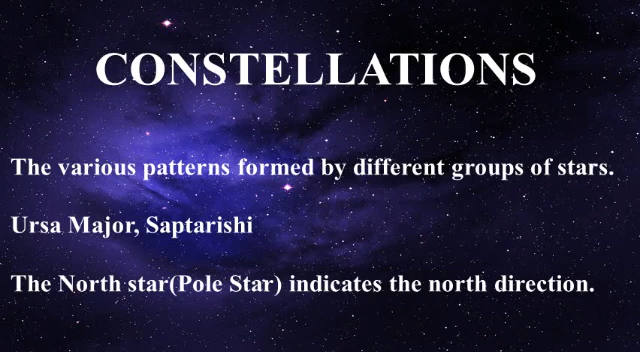 CONSTELLATIONS
The various patterns formed by different groups of stars.
Ursa Major, Saptarishi
The North star(Pole Star) indicates the north direction.